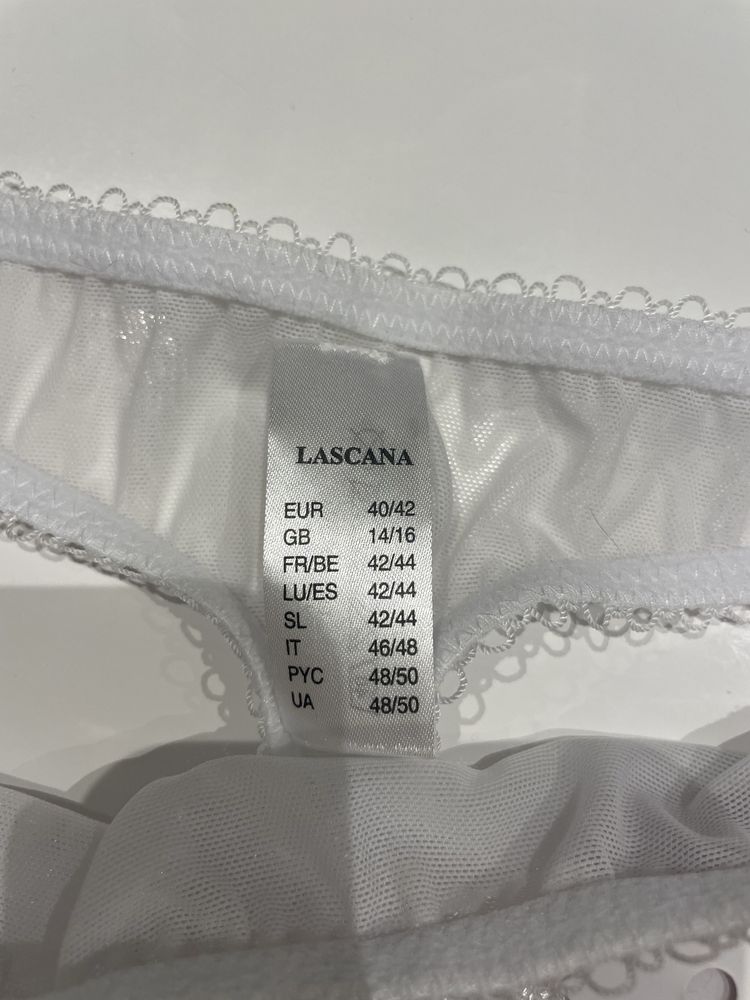 LASCANA
EUR 40/42
GB 14/16
FR/BE 42/44
LU/ES 42/44
SL 42/44
IT 46/48
РУС 48/50
UA 48/50